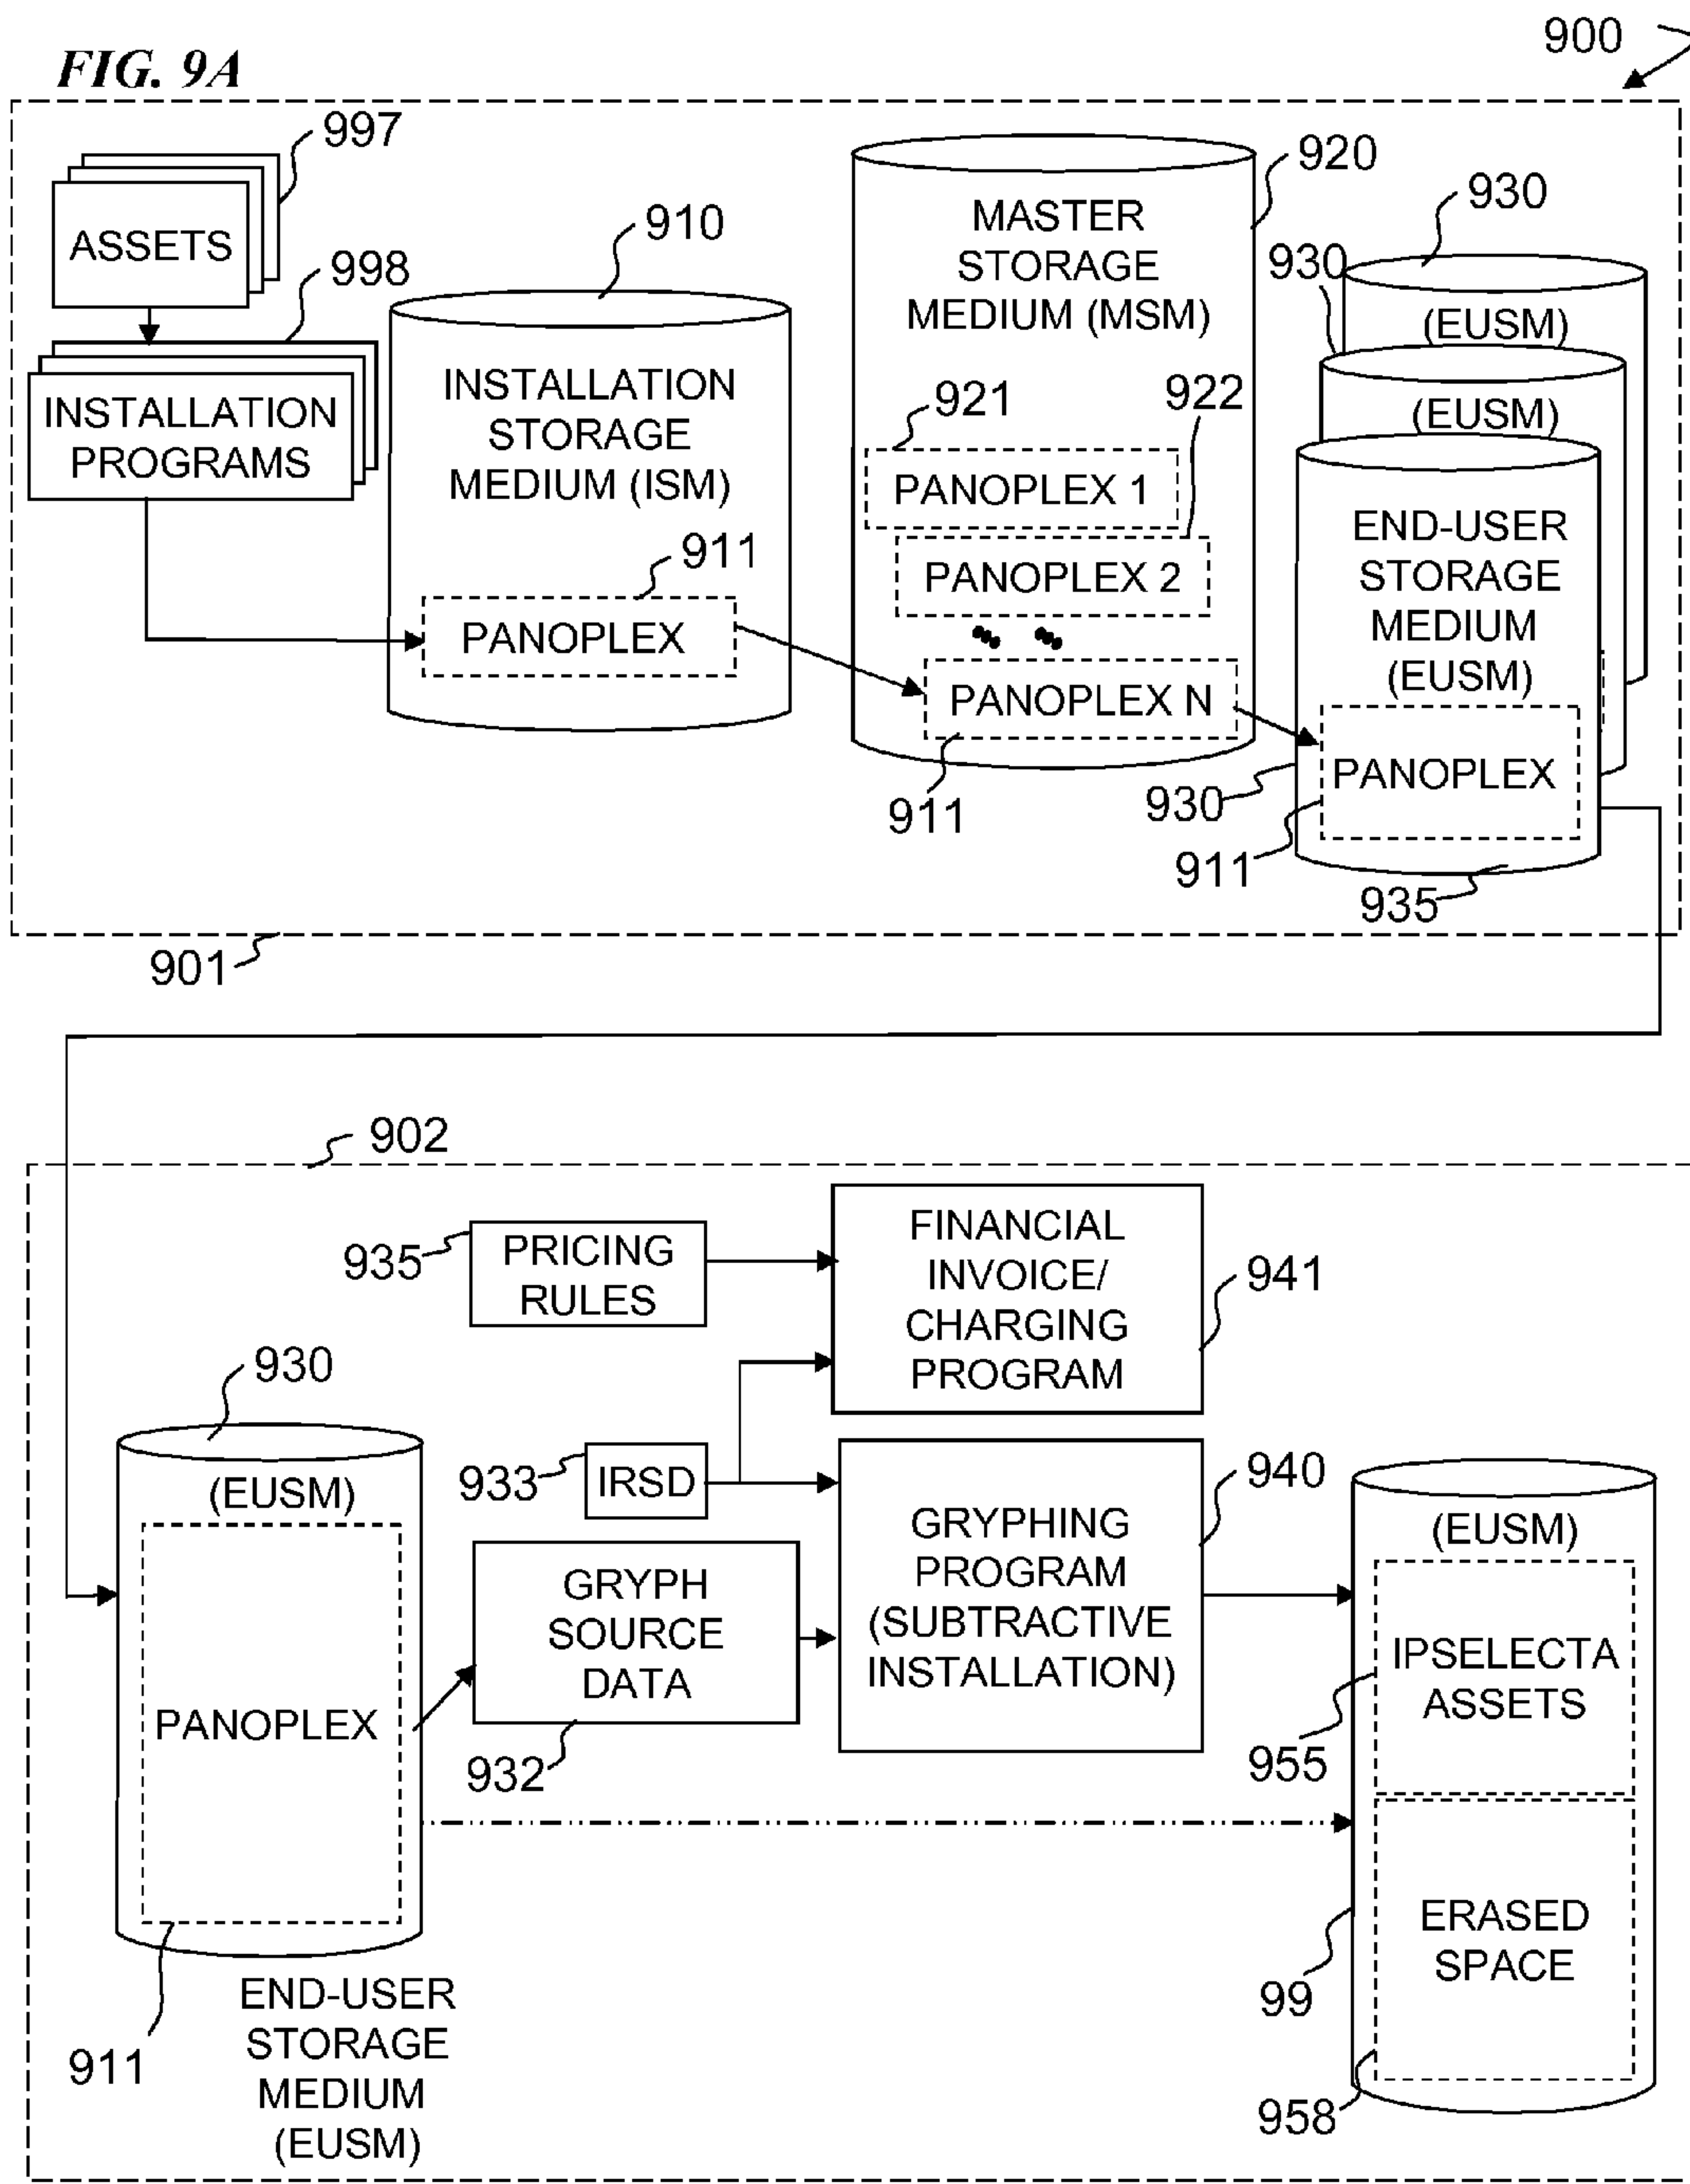 FIG. 9A
900
997
ASSETS
998
INSTALLATION
PROGRAMS
910
INSTALLATION
STORAGE
MEDIUM (ISM)
911
PANOPLEX
920
MASTER
STORAGE
MEDIUM (MSM)
921
922
PANOPLEX 1
PANOPLEX 2
PANOPLEX N
911
930
930
(EUSM)
(EUSM)
END-USER
STORAGE
MEDIUM
(EUSM)
PANOPLEX
930
911
935
901
902
935
PRICING
RULES
FINANCIAL
INVOICE/
CHARGING
PROGRAM
941
930
(EUSM)
PANOPLEX
911
END-USER
STORAGE
MEDIUM
(EUSM)
933
IRSD
GRYPH
SOURCE
DATA
932
GRYPHING
PROGRAM
(SUBTRACTIVE
INSTALLATION)
940
(EUSM)
IPSELECTA
ASSETS
955
ERASED
SPACE
99
958